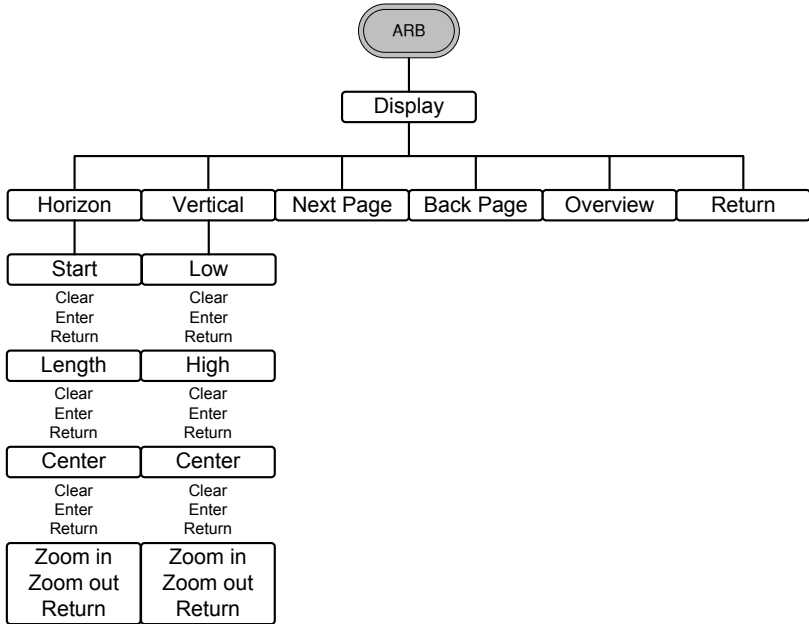 ARB
Display
Horizon Vertical Next Page Back Page Overview Return
Start Low
Clear Clear
Enter Enter
Return Return
Length High
Clear Clear
Enter Enter
Return Return
Center Center
Clear Clear
Enter Enter
Return Return
Zoom in Zoom in
Zoom out Zoom out
Return Return